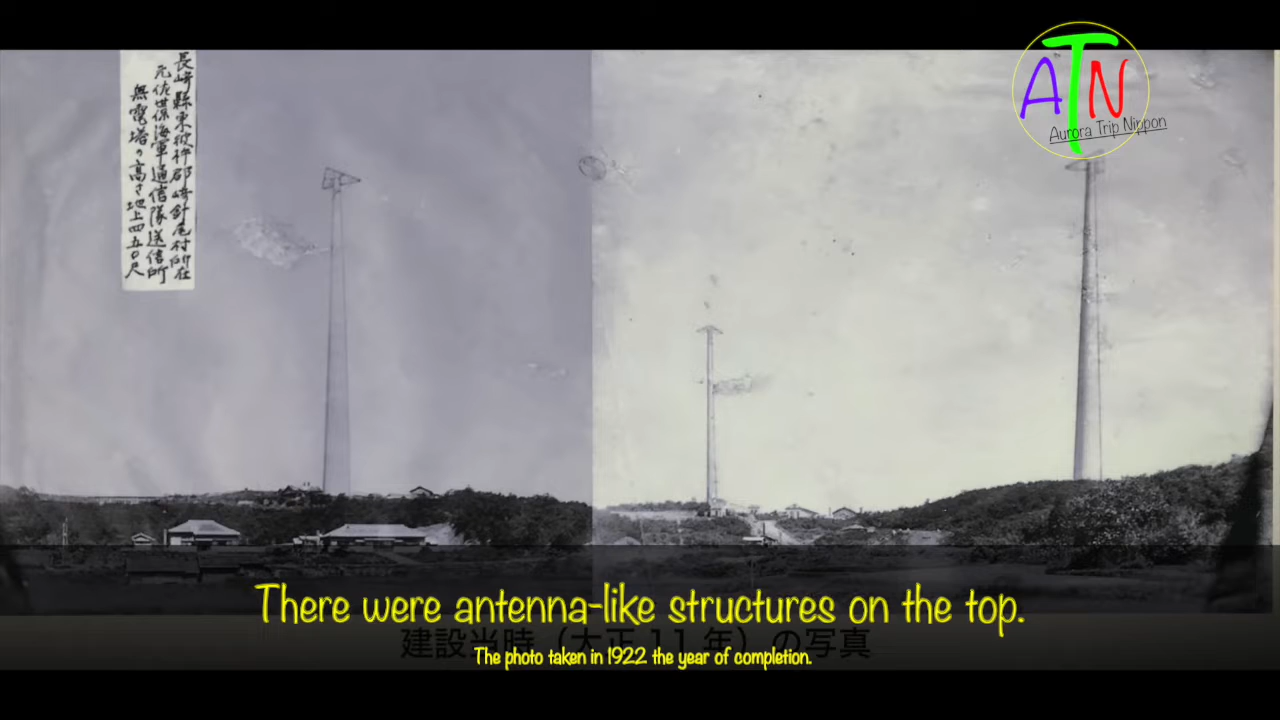 長崎縣東彼杵郡崎針尾村所在
元佐世保海軍通信隊送信所
無電塔ノ高サ地上四五〇尺
ATN
Aurora Trip Nippon
There were antenna-like structures on the top.
建設当時（大正 11 年）の写真
The photo taken in 1922 the year of completion.